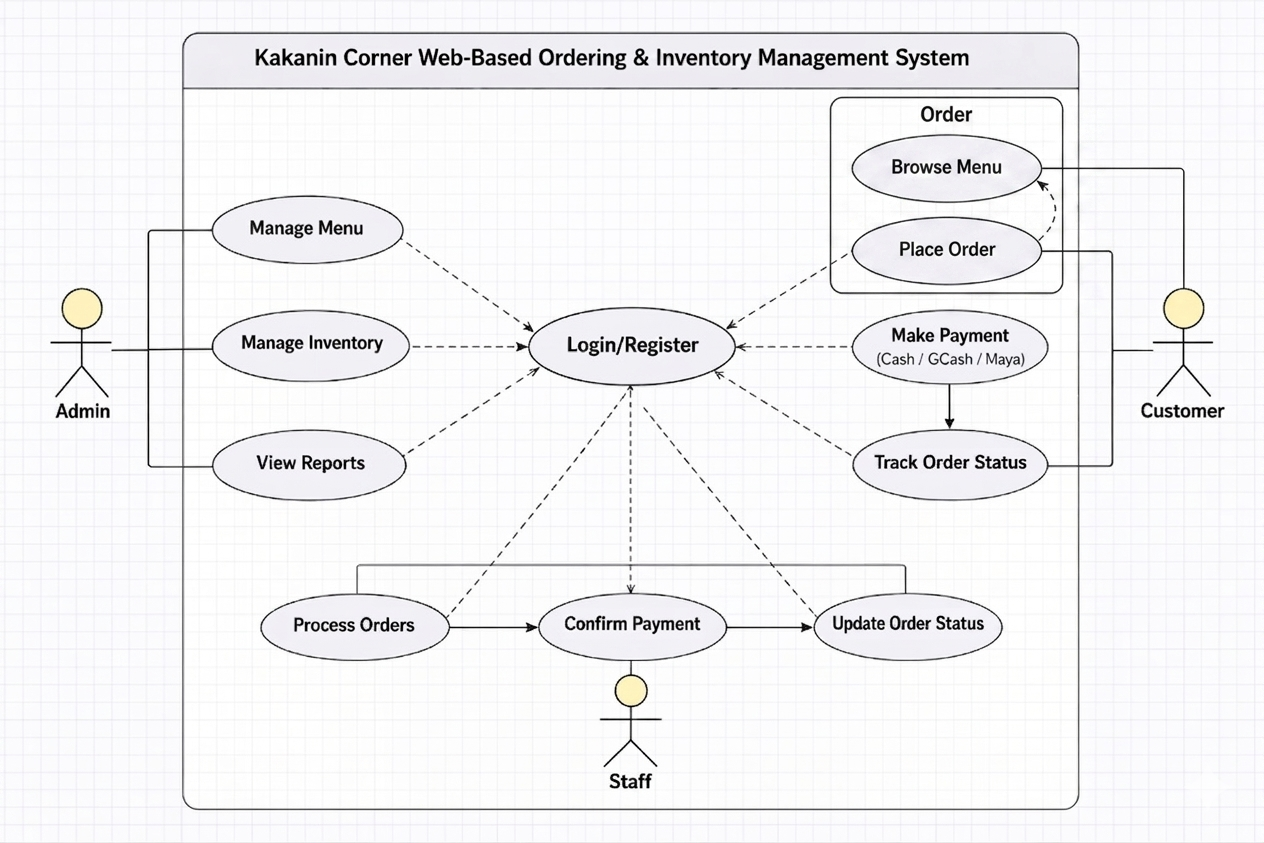 Kakanin Corner Web-Based Ordering & Inventory Management System
Order
Browse Menu
Place Order
Manage Menu
Manage Inventory
View Reports
Login/Register
Make Payment
(Cash / GCash / Maya)
Track Order Status
Admin
Customer
Process Orders
Confirm Payment
Update Order Status
Staff